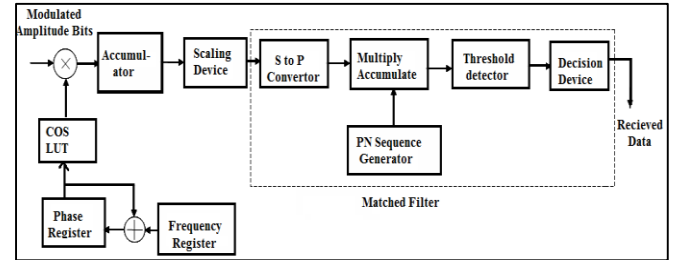 Modulated
Amplitude Bits
Accumul-
ator
Scaling
Device
S to P
Convertor
Multiply
Accumulate
Threshold
detector
Decision
Device
Recieved
Data
COS
LUT
PN Sequence
Generator
Matched Filter
Phase
Register
Frequency
Register